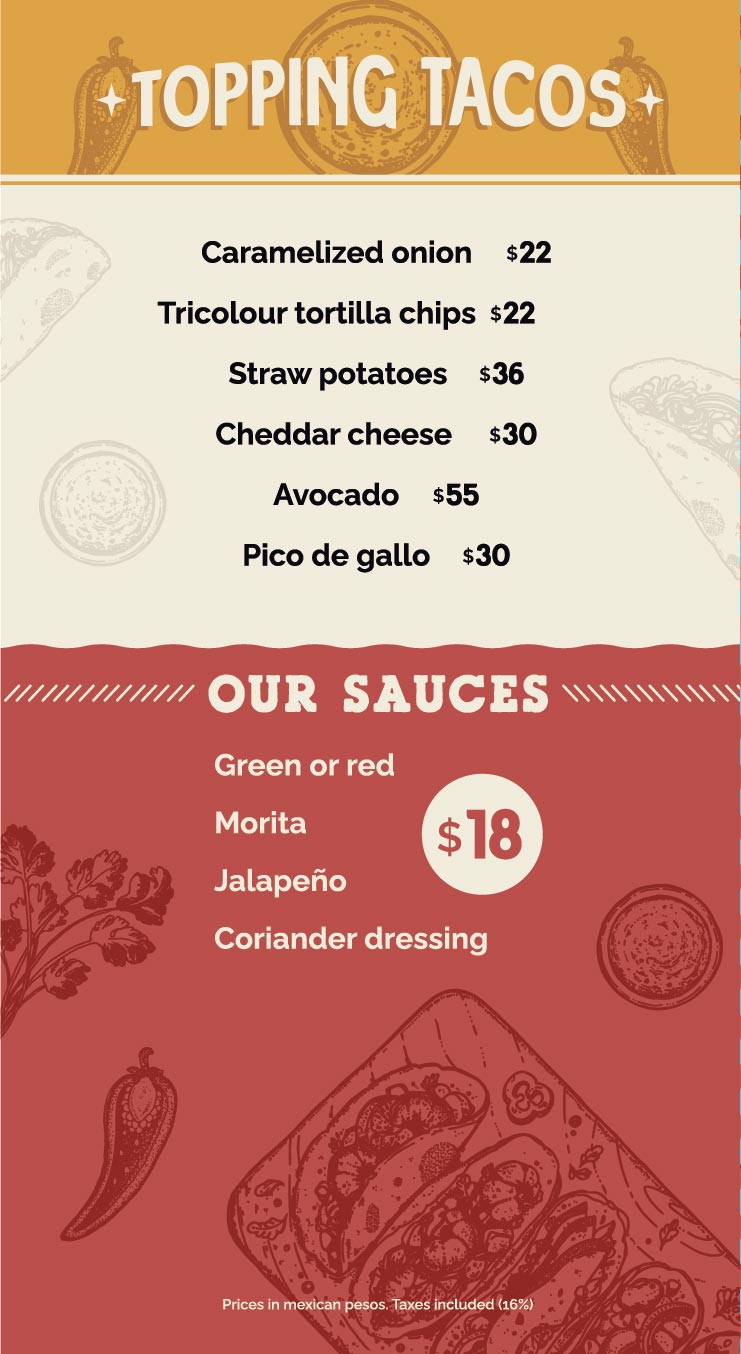 TOPPING TACOS
Caramelized onion $22
Tricolour tortilla chips $22
Straw potatoes $36
Cheddar cheese $30
Avocado $55
Pico de gallo $30
OUR SAUCES
Green or red
Morita
$18
Jalapeño
Coriander dressing
Prices in mexican pesos. Taxes included (16%)